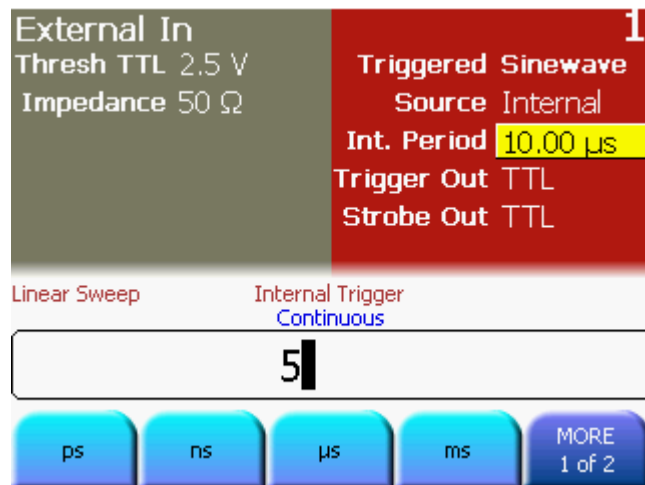 External In
Thresh TTL 2.5 V
Impedance 50 Ω
1
Triggered Sinewave
Source Internal
Int. Period 10.00 µs
Trigger Out TTL
Strobe Out TTL
Linear Sweep
Internal Trigger
Continuous
5
ps
ns
µs
ms
MORE
1 of 2